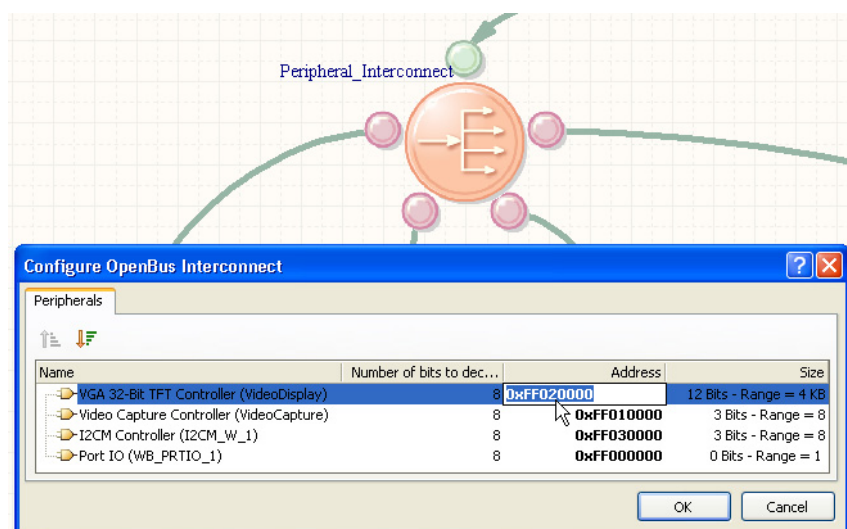 Peripheral_Interconnect
Configure OpenBus Interconnect
Peripherals
Name Number of bits to dec... Address Size
VGA 32-Bit TFT Controller (VideoDisplay) 8 0xFF020000 12 Bits - Range = 4 KB
Video Capture Controller (VideoCapture) 8 0xFF010000 3 Bits - Range = 8
I2CM Controller (I2CM_W_1) 8 0xFF030000 3 Bits - Range = 8
Port IO (WB_PRTIO_1) 8 0xFF000000 0 Bits - Range = 1
OK Cancel